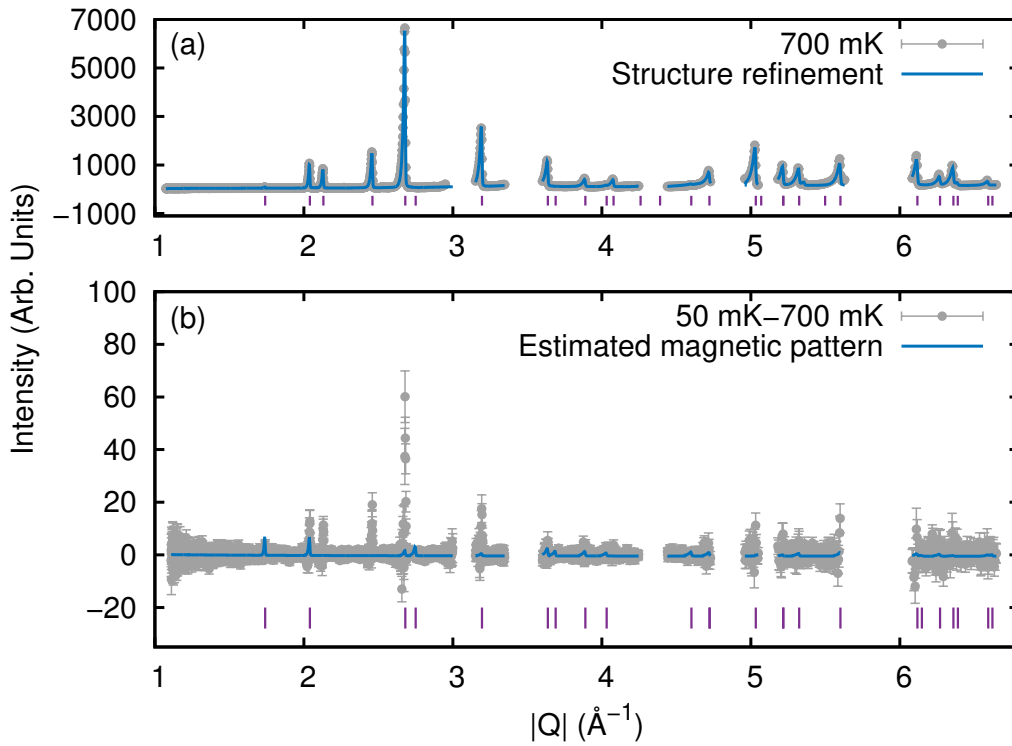 (a)
700 mK
Structure refinement
7000
5000
3000
1000
−1000
1 2 3 4 5 6
Intensity (Arb. Units)
(b)
50 mK−700 mK
Estimated magnetic pattern
100
80
60
40
20
0
−20
1 2 3 4 5 6
|Q| (Å−1)